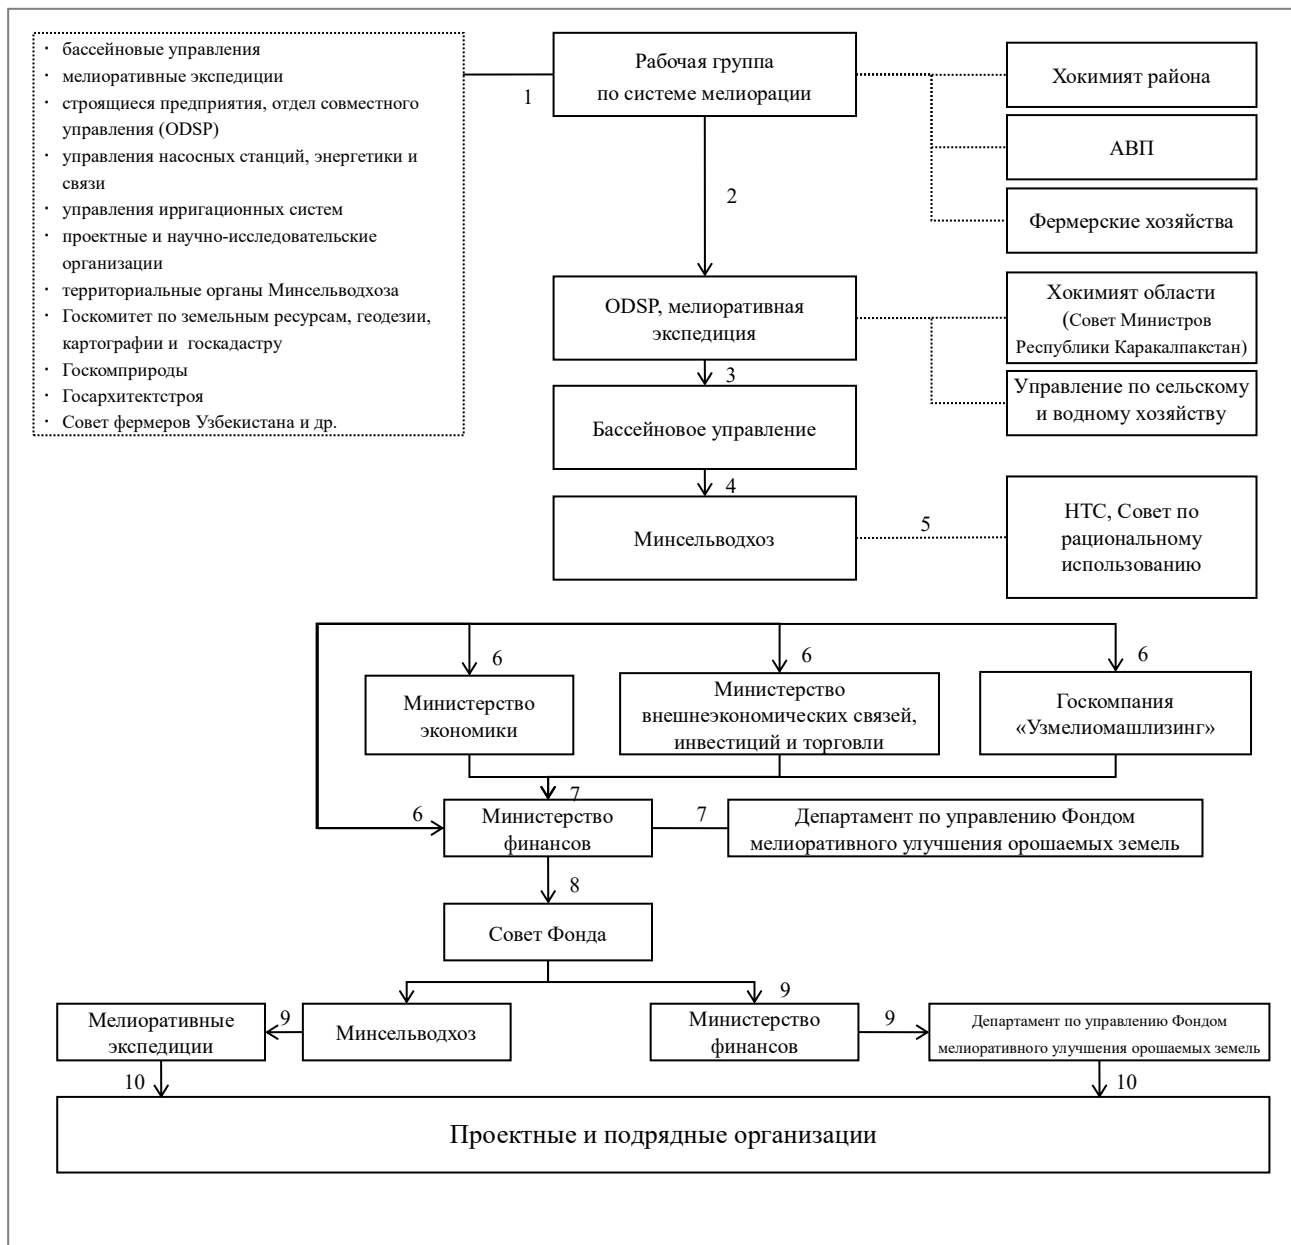 · бассейновые управления
· мелиоративные экспедиции
· строящиеся предприятия, отдел совместного
управления (ODSP)
· управления насосных станций, энергетики и
связи
· управления ирригационных систем
· проектные и научно-исследовательские
организации
· территориальные органы Минсельводхоза
· Госкомитет по земельным ресурсам, геодезии,
картографии и госкадастру
· Госкомприроды
· Госархитектстроя
· Совет фермеров Узбекистана и др.
1
Рабочая группа
по системе мелиорации
Хокимият района
АВП
Фермерские хозяйства
2
ODSP, мелиоративная
экспедиция
Хокимият области
(Совет Министров
Республики Каракалпакстан)
Управление по сельскому
и водному хозяйству
3
Бассейновое управление
4
Минсельводхоз
5
НТС, Совет по
рациональному
использованию
6
6
6
Министерство
экономики
Министерство
внешнеэкономических связей,
инвестиций и торговли
Госкомпания
«Узмелиомашлизинг»
7
6
Министерство
финансов
7
Департамент по управлению Фондом
мелиоративного улучшения орошаемых земель
8
Совет Фонда
9
Мелиоративные
экспедиции
9
Минсельводхоз
Министерство
финансов
9
Департамент по управлению Фондом
мелиоративного улучшения орошаемых земель
10
10
Проектные и подрядные организации